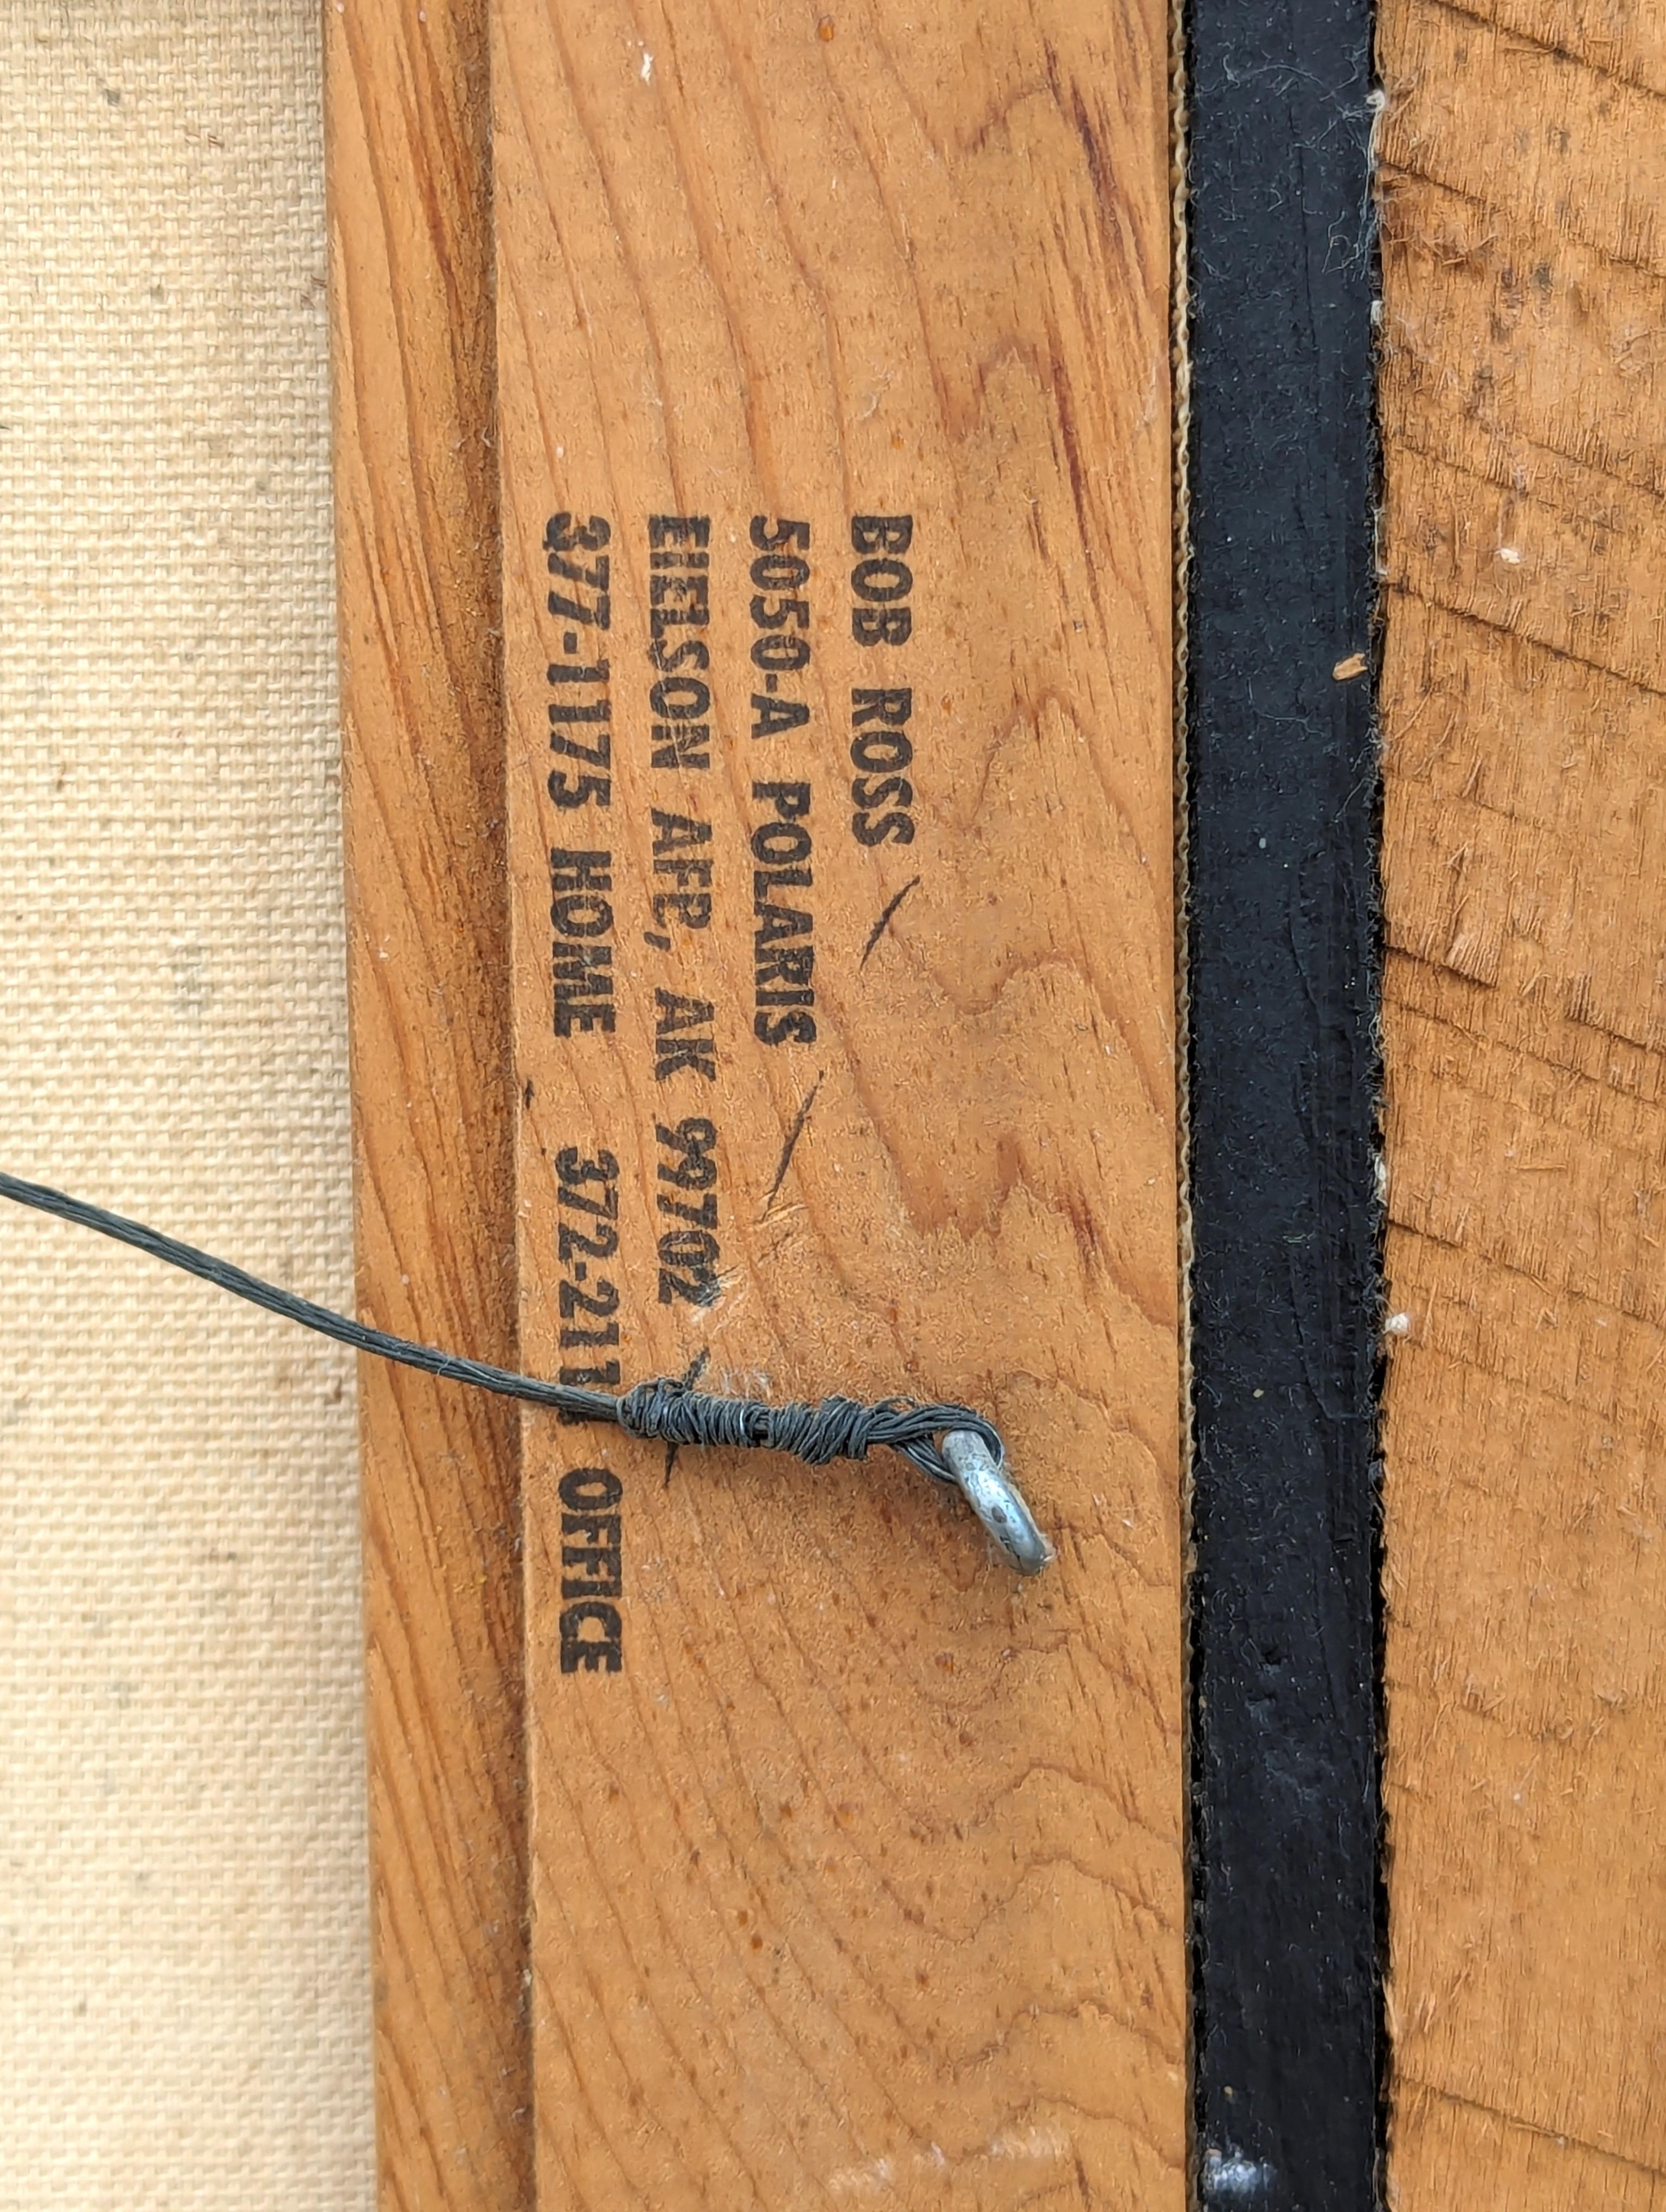 BOB ROSS
5050-A POLARIS
EIELSON AFB, AK 99702
377-1175 HOME OFFICE